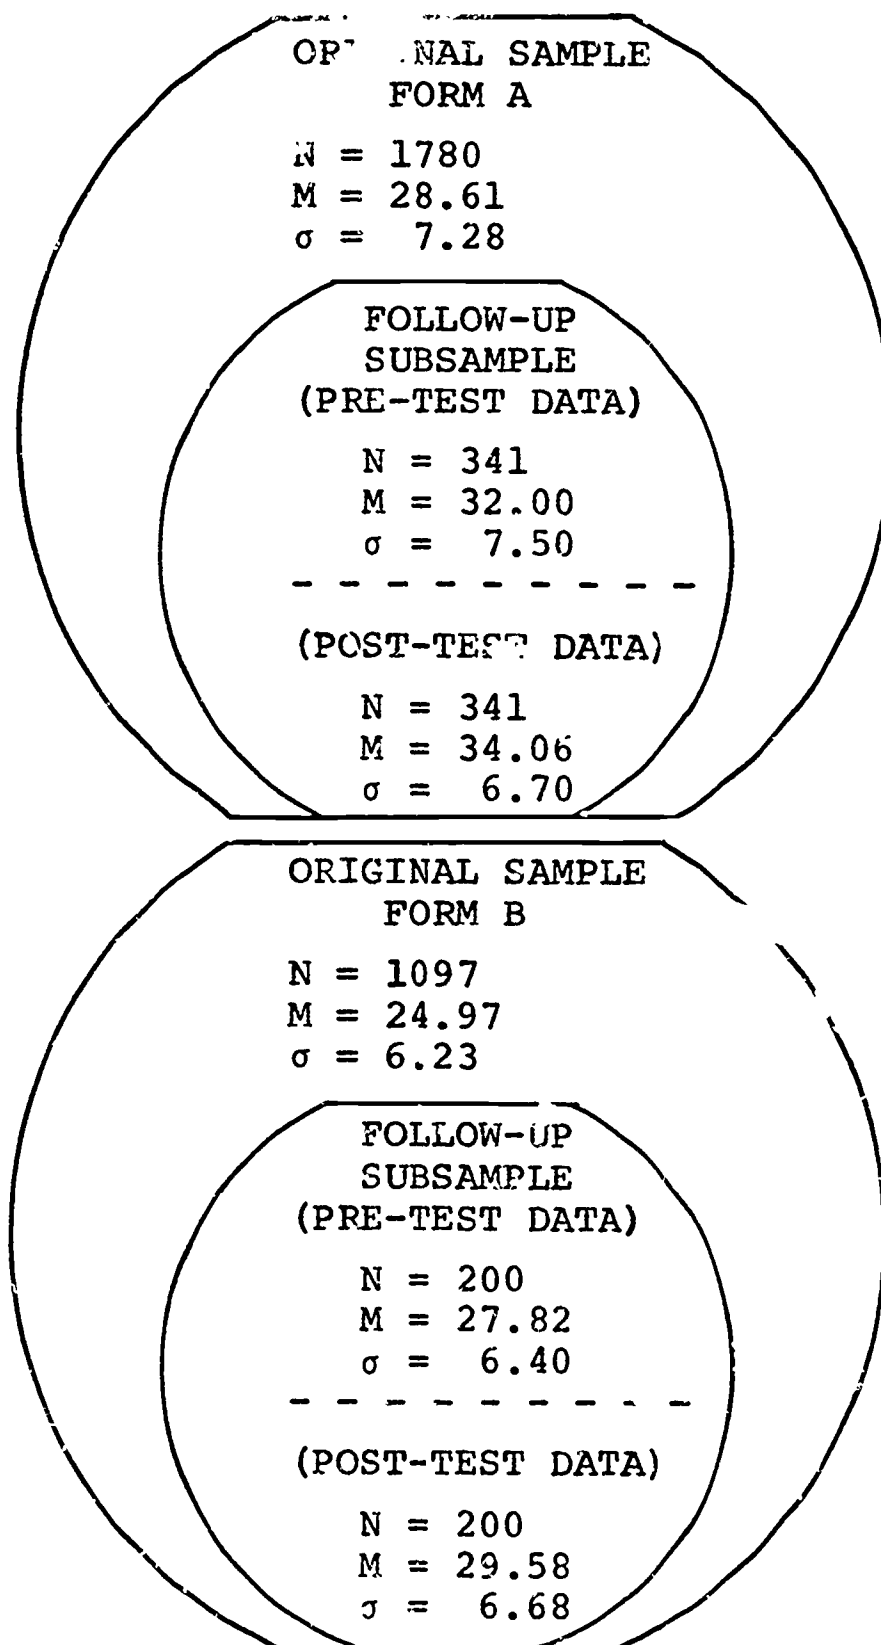 SAMPLE
FORM A
N = 1780
M = 28.61
σ = 7.28
FOLLOW-UP
SUBSAMPLE
(PRE-TEST DATA)
N = 341
M = 32.00
σ = 7.50
- - - - - - - - -
(POST-TEST DATA)
N = 341
M = 34.06
σ = 6.70
ORIGINAL SAMPLE
FORM B
N = 1097
M = 24.97
σ = 6.23
FOLLOW-UP
SUBSAMPLE
(PRE-TEST DATA)
N = 200
M = 27.82
σ = 6.40
- - - - - - - - -
(POST-TEST DATA)
N = 200
M = 29.58
σ = 6.68